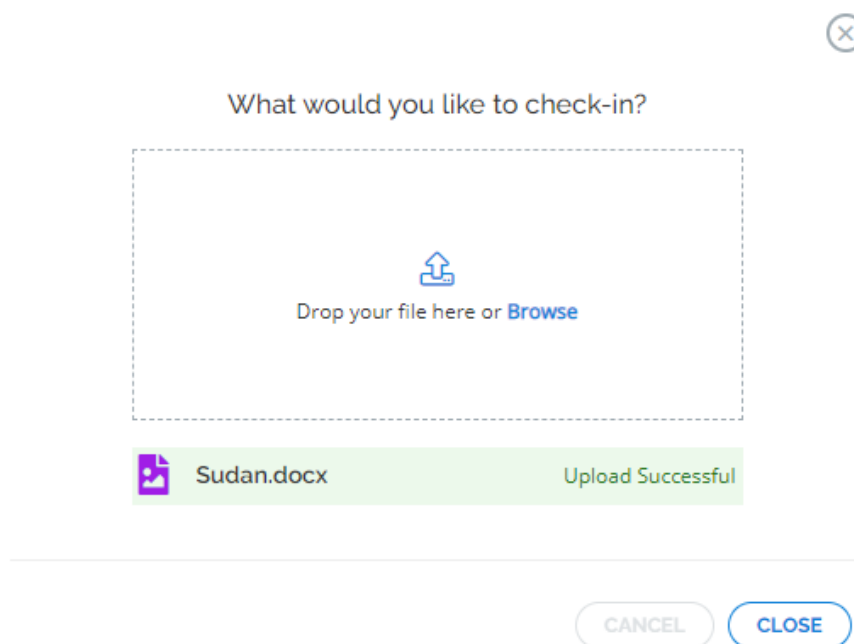 What would you like to check-in?
Drop your file here or Browse
Sudan.docx Upload Successful
CANCEL CLOSE